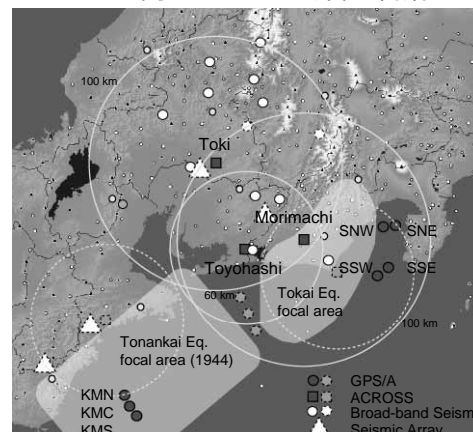 100 km
Toki
Morimachi
SNW SNE
Toyohashi
SSW SSE
60 km
Tokai Eq.
focal area
100 km
Tonankai Eq.
focal area (1944)
KMN
KMC
KMS
GPS/A
ACROSS
Broad-band Seism
Seismic Array